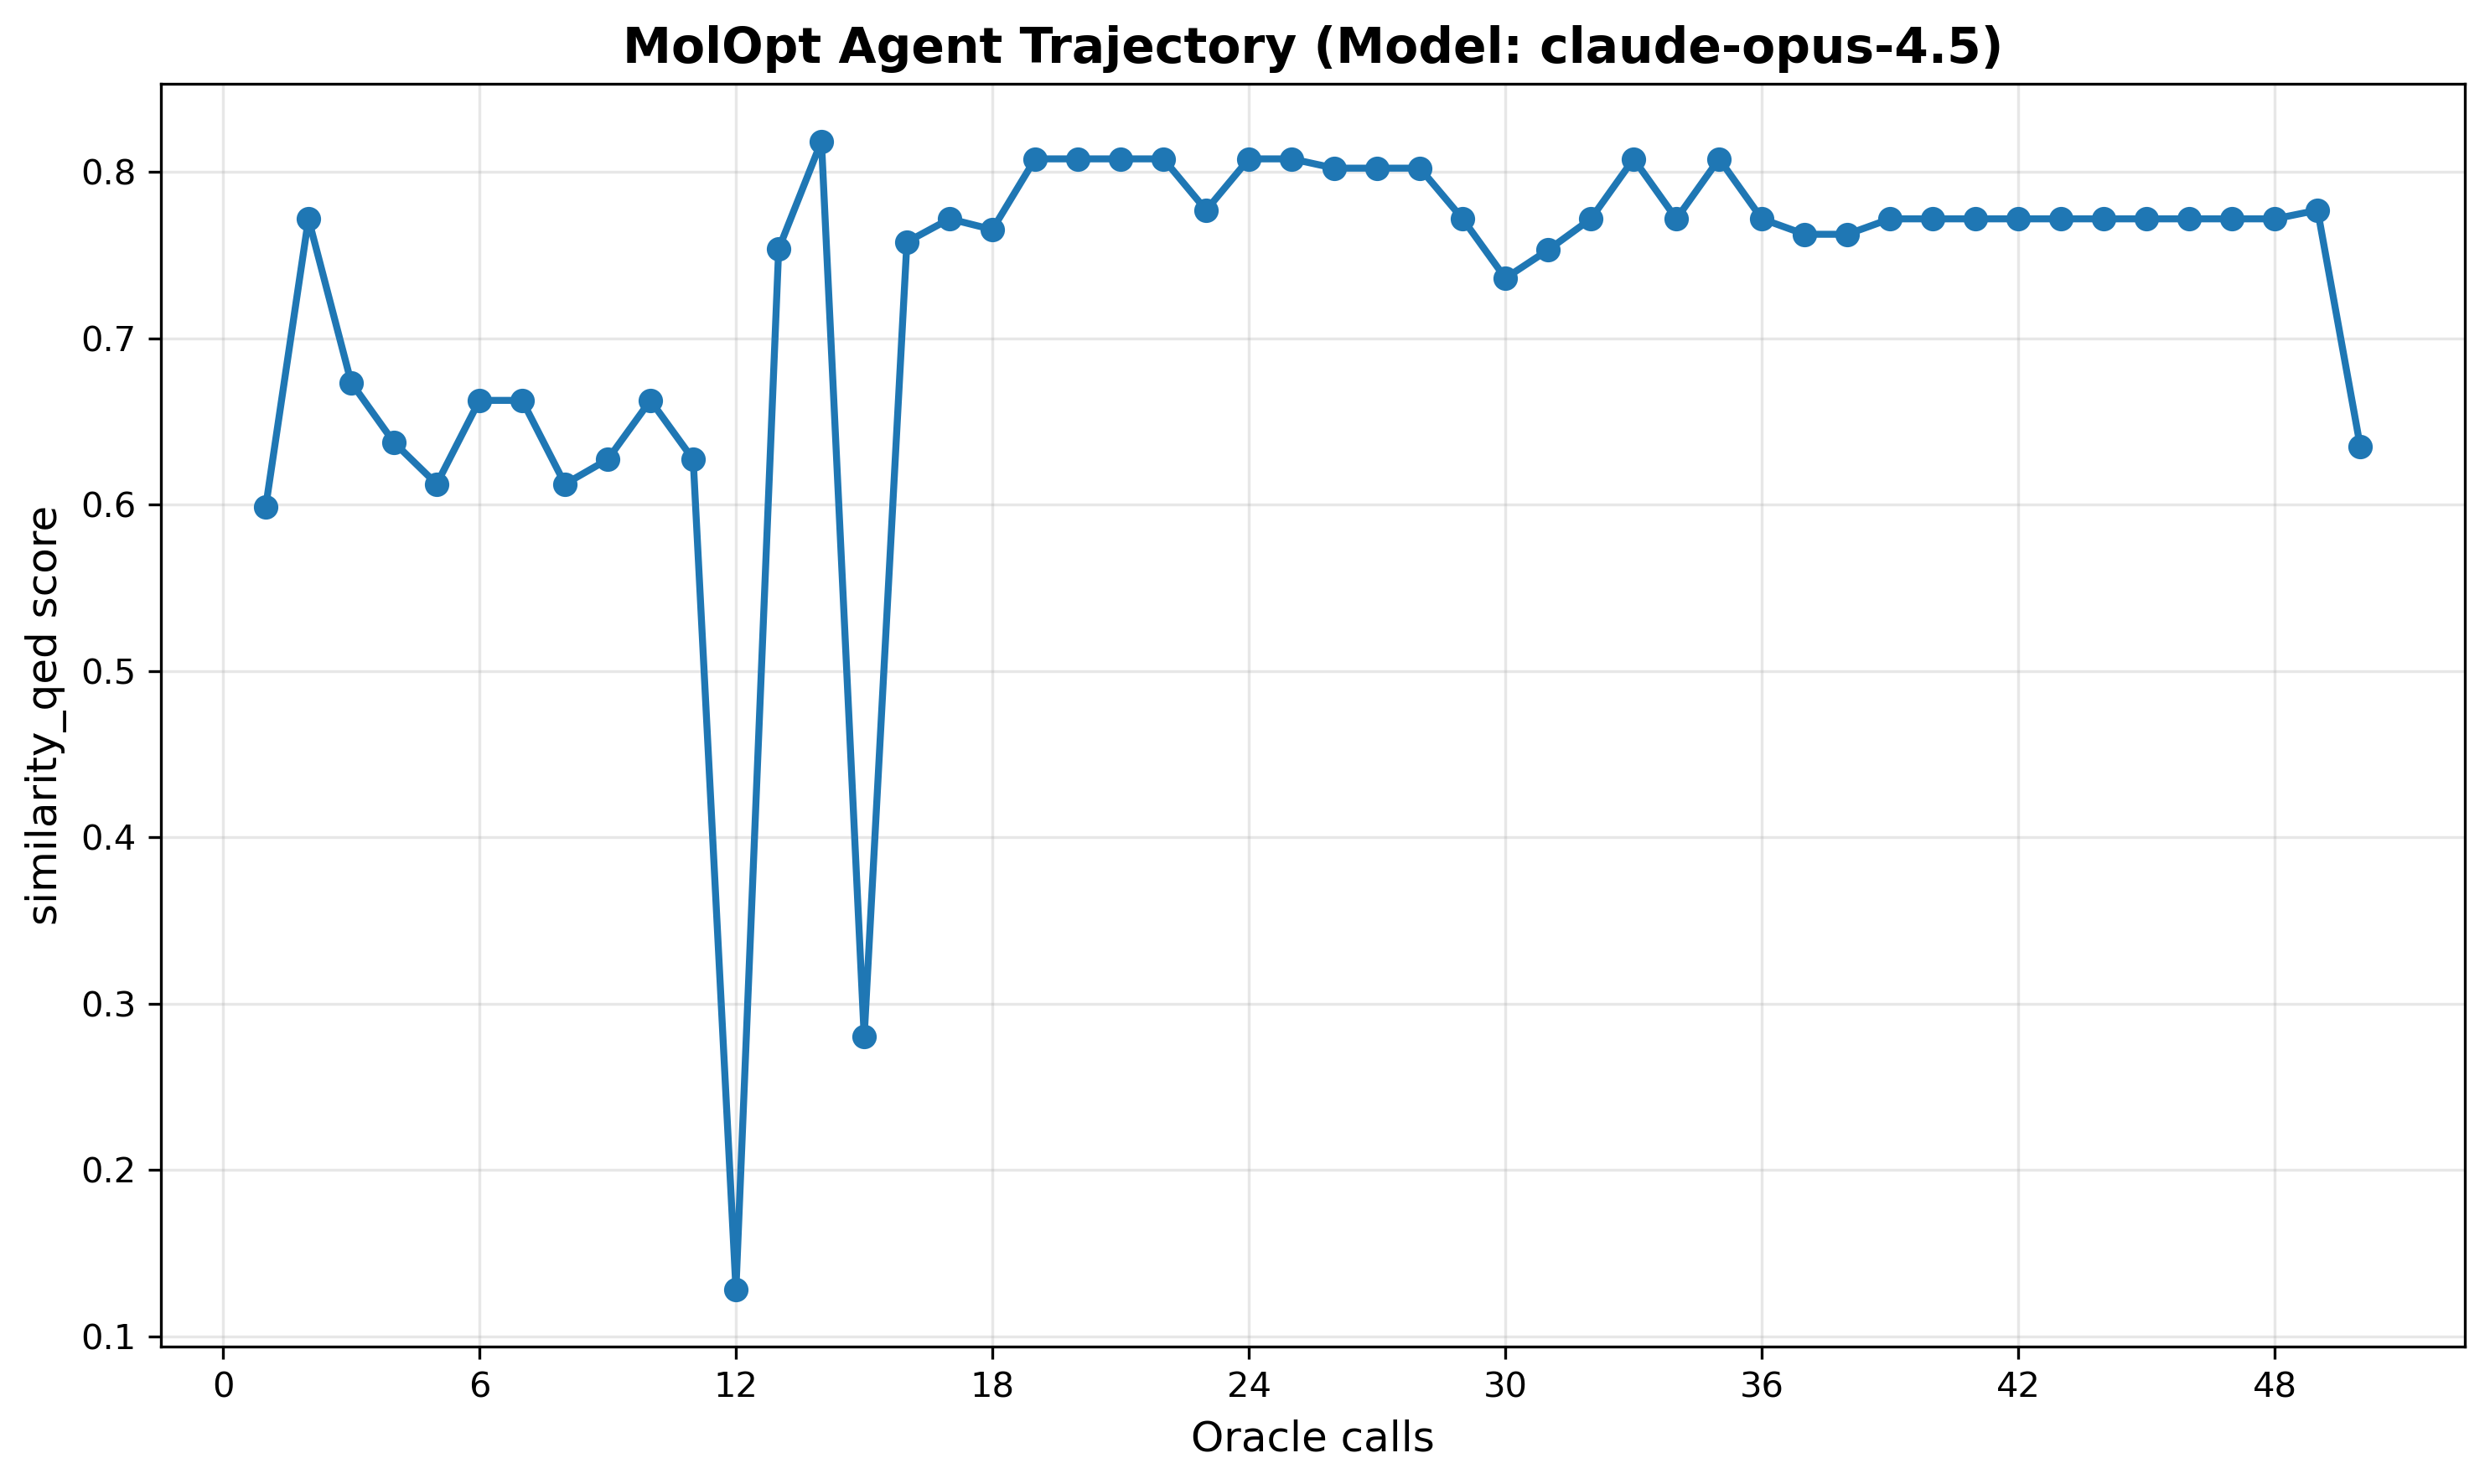 MolOpt Agent Trajectory (Model: claude-opus-4.5)
similarity_qed score
0.8
0.7
0.6
0.5
0.4
0.3
0.2
0.1
0 6 12 18 24 30 36 42 48
Oracle calls